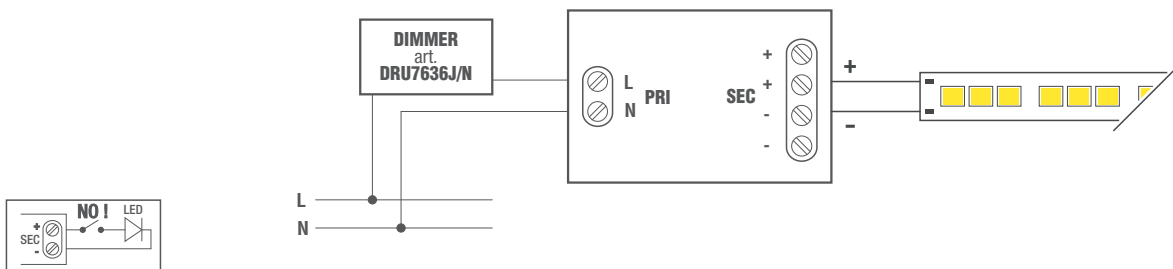 DIMMER
art.
DRU7636J/N
L
N
PRI
SEC
+
+
-
-
+
-
L
N
NO !
LED
SEC
+
-